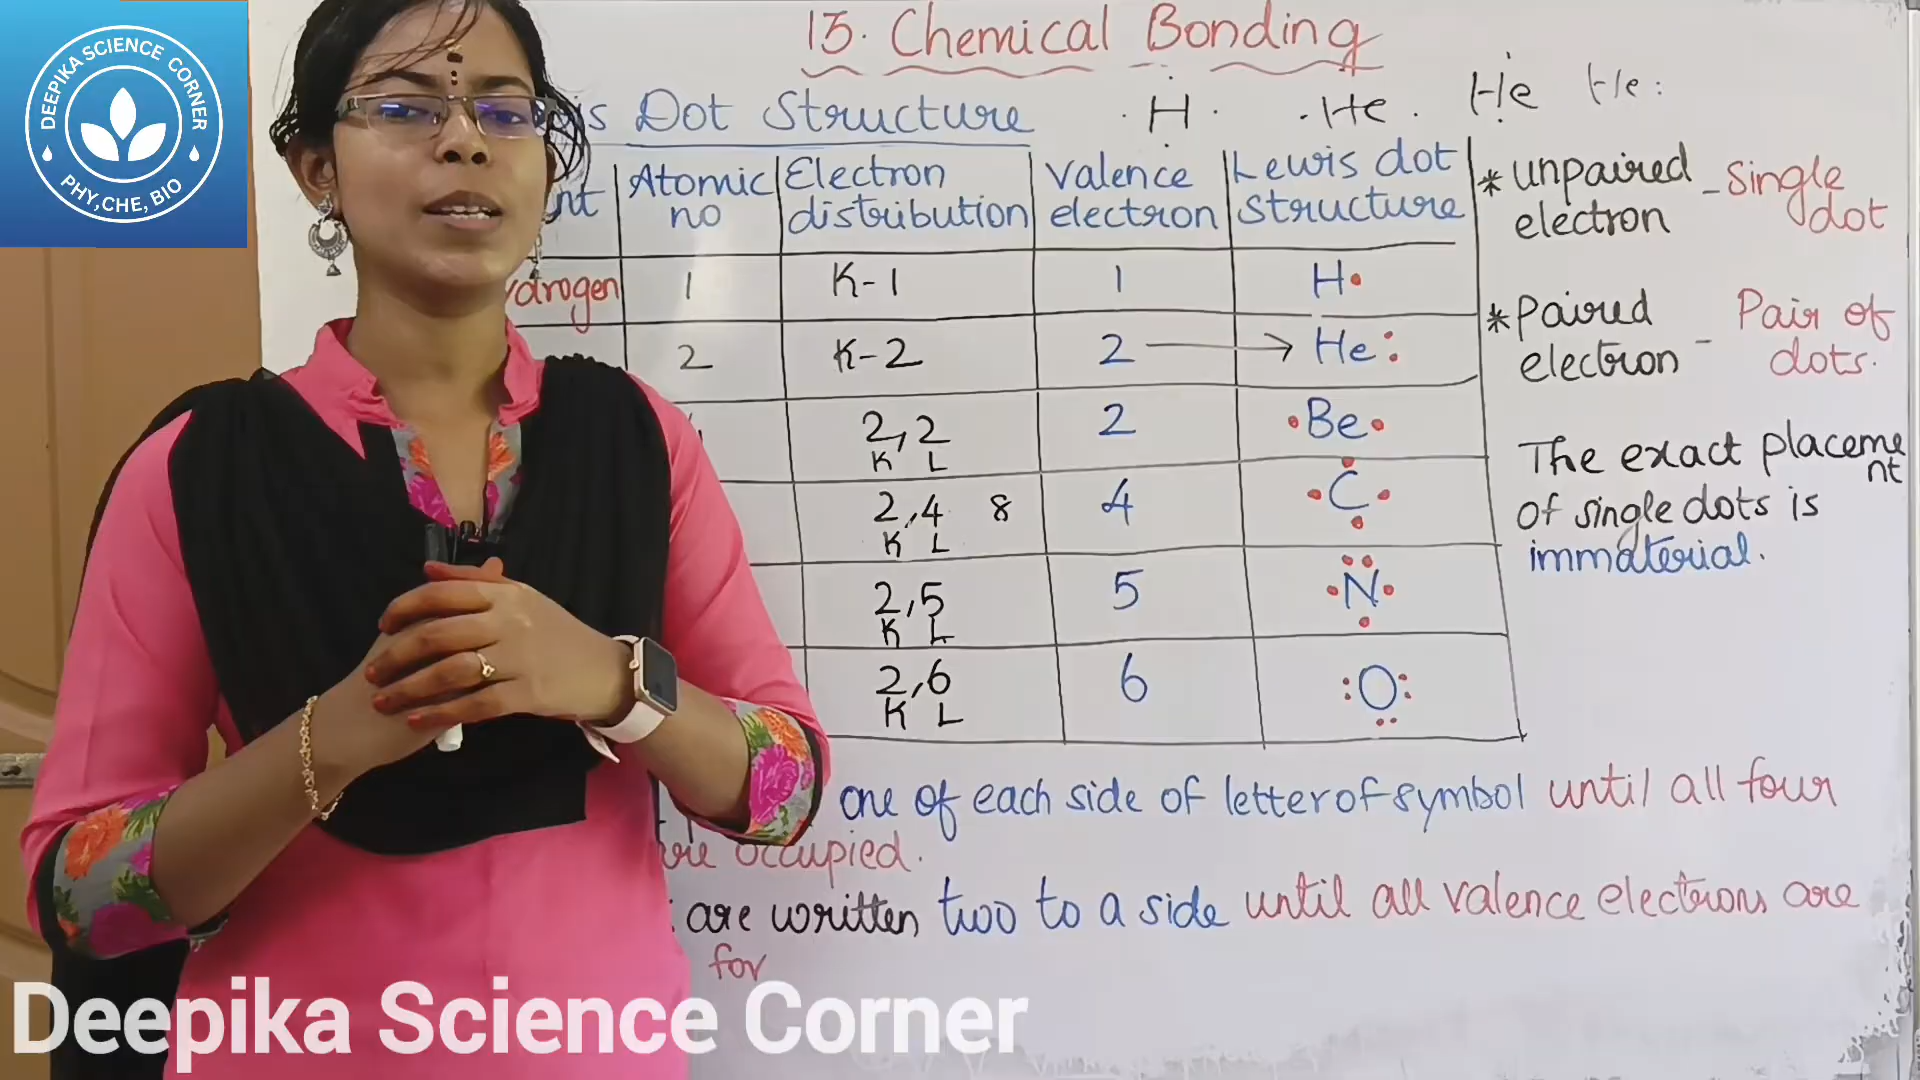 DEEPIKA SCIENCE CORNER
PHY, CHE, BIO
15. Chemical Bonding
Dot Structure
H
He
He
He:
Atomic no
Electron distribution
Valence electron
Lewis dot structure
1
K-1
1
H•
2
K-2
2
He:
2,2
K L
2
•Be•
2,4
K L
8
4
C
2,5
K L
5
N
2,6
K L
6
:O:
* unpaired electron - Single dot
* Paired electron - Pair of dots.
The exact placement
of single dots is
immaterial.
one of each side of letter of symbol until all four
occupied.
are written two to a side until all valence electrons are
for
Deepika Science Corner